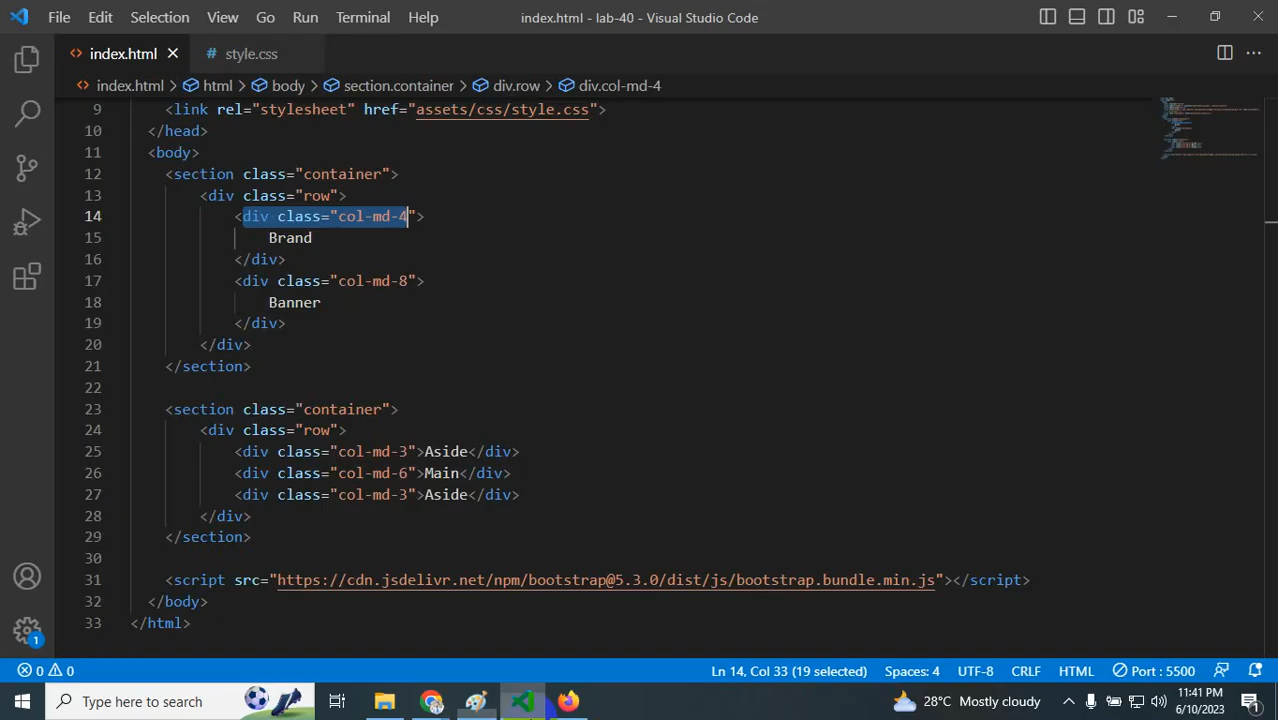 File Edit Selection View Go Run Terminal Help index.html - lab-40 - Visual Studio Code
<> index.html × # style.css
<> index.html > html > body > section.container > div.row > div.col-md-4
9 <link rel="stylesheet" href="assets/css/style.css">
10 </head>
11 <body>
12 <section class="container">
13 <div class="row">
14 <div class="col-md-4">
15 Brand
16 </div>
17 <div class="col-md-8">
18 Banner
19 </div>
20 </div>
21 </section>
22
23 <section class="container">
24 <div class="row">
25 <div class="col-md-3">Aside</div>
26 <div class="col-md-6">Main</div>
27 <div class="col-md-3">Aside</div>
28 </div>
29 </section>
30
31 <script src="https://cdn.jsdelivr.net/npm/bootstrap@5.3.0/dist/js/bootstrap.bundle.min.js"></script>
32 </body>
33 </html>
1
0 0 Ln 14, Col 33 (19 selected) Spaces: 4 UTF-8 CRLF HTML Port : 5500
Type here to search 28°C Mostly cloudy 11:41 PM
6/10/2023 1